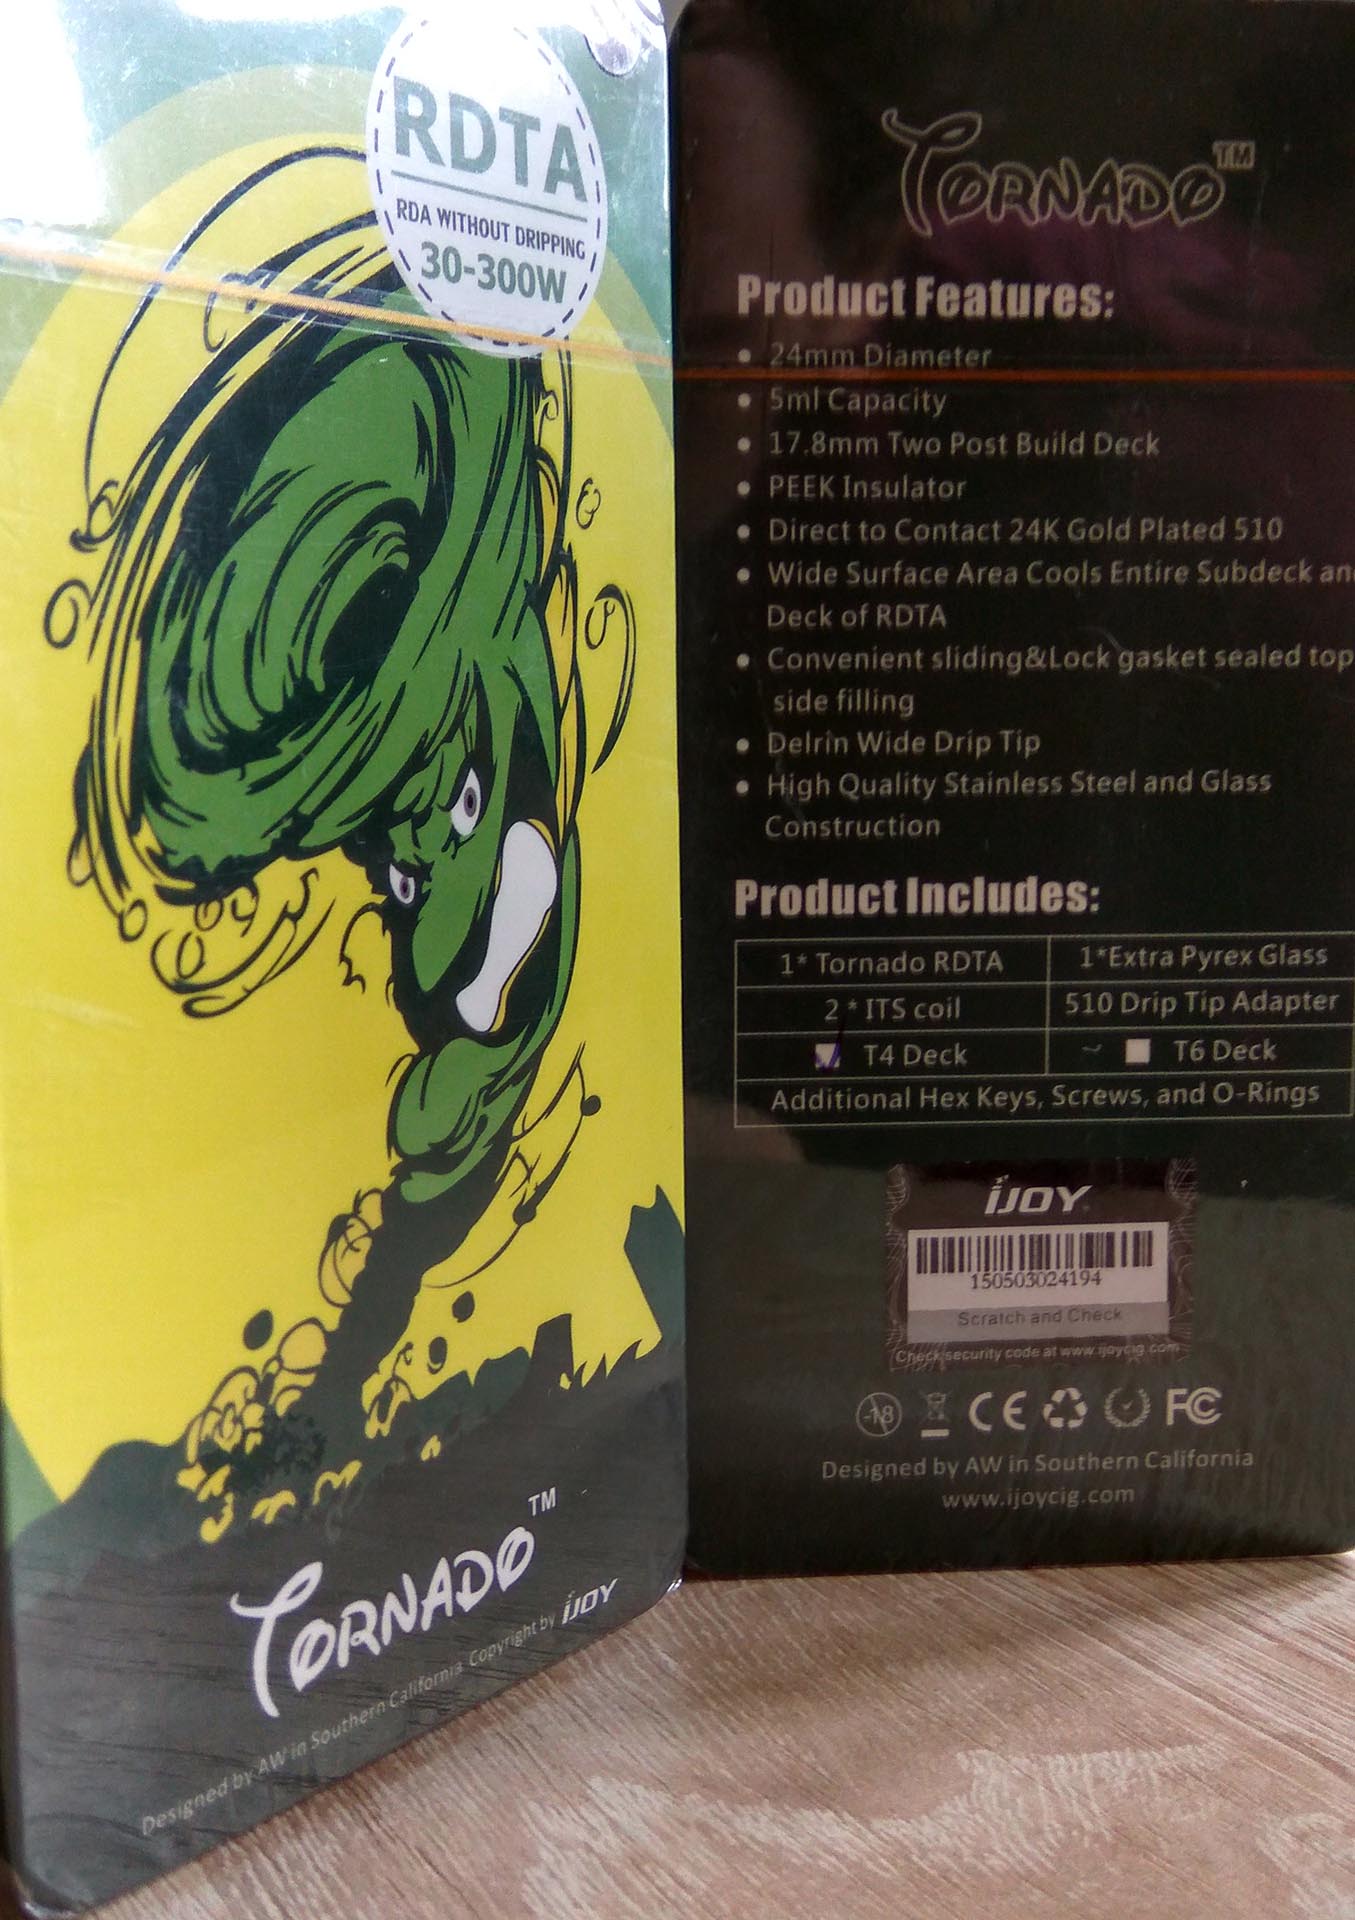 RDTA
RDA WITHOUT DRIPPING
30-300W
TORNADO™
Designed by AW in Southern California Copyright by iJOY
TORNADO™
Product Features:
• 24mm Diameter
• 5ml Capacity
• 17.8mm Two Post Build Deck
• PEEK Insulator
• Direct to Contact 24K Gold Plated 510
• Wide Surface Area Cools Entire Subdeck an
Deck of RDTA
• Convenient sliding&Lock gasket sealed top
side filling
• Delrin Wide Drip Tip
• High Quality Stainless Steel and Glass
Construction
Product Includes:
1* Tornado RDTA 1*Extra Pyrex Glass
2 * ITS coil 510 Drip Tip Adapter
T4 Deck T6 Deck
Additional Hex Keys, Screws, and O-Rings
iJOY
150503024194
Scratch and Check
Check security code at www.ijoycig.com
-18 CE FC
Designed by AW in Southern California
www.ijoycig.com